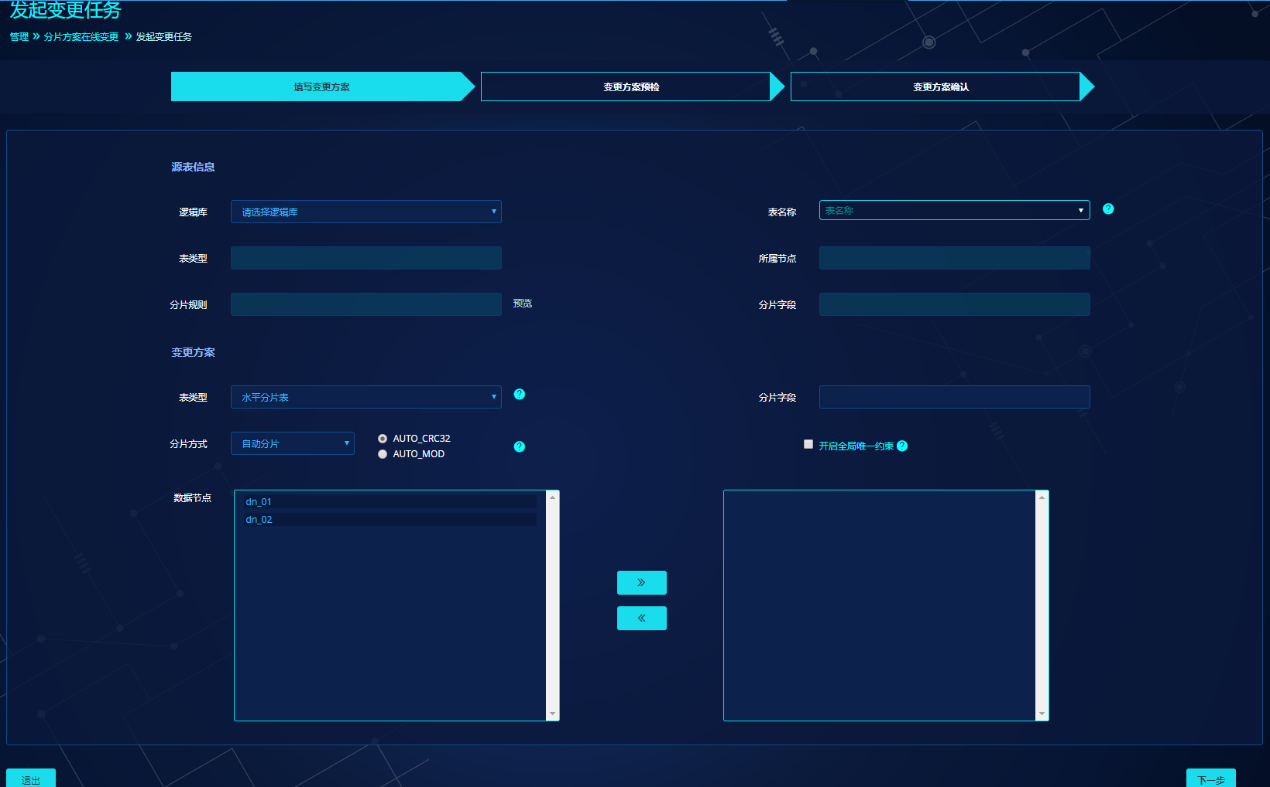 发起变更任务
管理 » 分片方案在线变更 » 发起变更任务
填写变更方案 变更方案预检 变更方案确认
源表信息
逻辑库 请选择逻辑库 表名称 表名称 ?
表类型 所属节点
分片规则 预览 分片字段
变更方案
表类型 水平分片表 ? 分片字段
分片方式 自动分片 AUTO_CRC32 ? 开启全局唯一约束 ?
AUTO_MOD
数据节点 dn_01
dn_02
»
«
退出 下一步